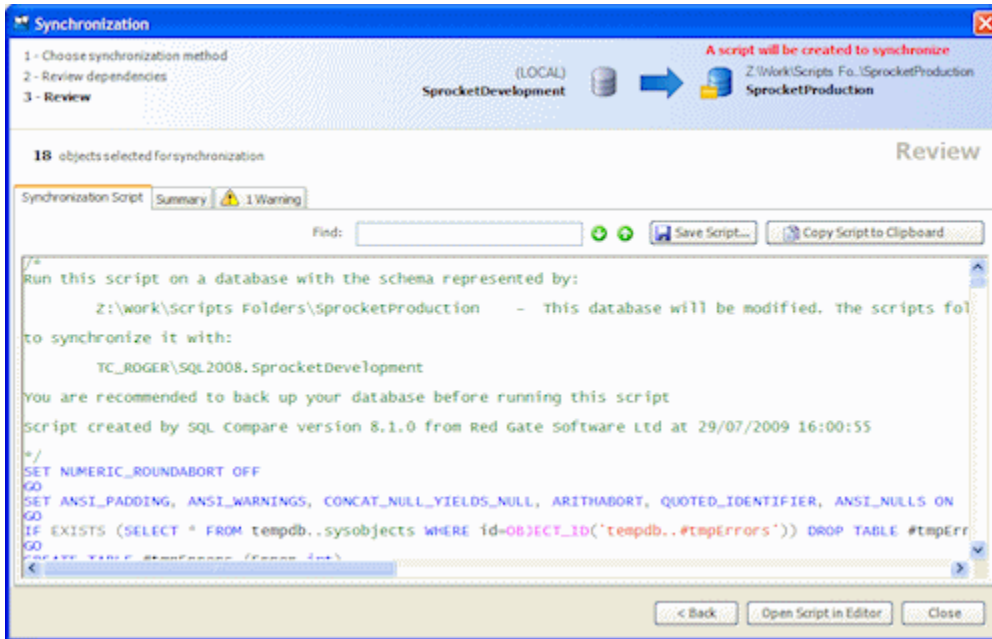 Synchronization
1 - Choose synchronization method
2 - Review dependencies
3 - Review
(LOCAL)
SprocketDevelopment
A script will be created to synchronize
Z:\Work\Scripts Fo..\SprocketProduction
SprocketProduction
18 objects selected for synchronization
Review
Synchronization Script Summary 1 Warning
Find: Save Script... Copy Script to Clipboard
/*
Run this script on a database with the schema represented by:
Z:\work\Scripts Folders\SprocketProduction - This database will be modified. The scripts fol
to synchronize it with:
TC_ROGER\SQL2008.SprocketDevelopment
You are recommended to back up your database before running this script
Script created by SQL Compare version 8.1.0 from Red Gate Software Ltd at 29/07/2009 16:00:55
*/
SET NUMERIC_ROUNDABORT OFF
GO
SET ANSI_PADDING, ANSI_WARNINGS, CONCAT_NULL_YIELDS_NULL, ARITHABORT, QUOTED_IDENTIFIER, ANSI_NULLS ON
GO
IF EXISTS (SELECT * FROM tempdb..sysobjects WHERE id=OBJECT_ID('tempdb..#tmpErrors')) DROP TABLE #tmpErr
GO
CREATE TABLE #tmpErrors (Error int)
< Back Open Script in Editor Close